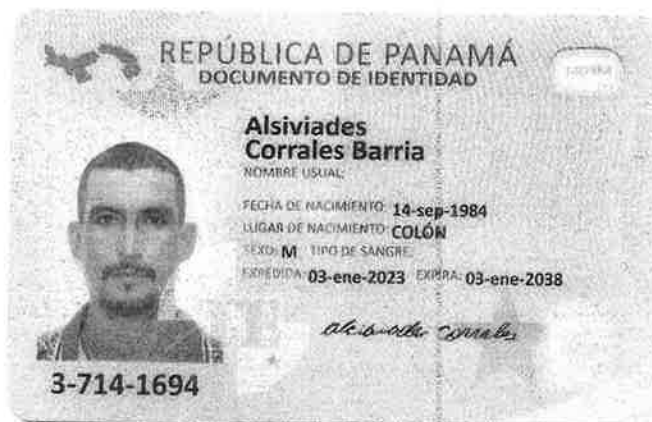 REPÚBLICA DE PANAMÁ
DOCUMENTO DE IDENTIDAD
Alsiviades
Corrales Barria
NOMBRE USUAL:
FECHA DE NACIMIENTO: 14-sep-1984
LUGAR DE NACIMIENTO: COLÓN
SEXO: M TIPO DE SANGRE:
EXPEDIDA: 03-ene-2023 EXPIRA: 03-ene-2038
3-714-1694